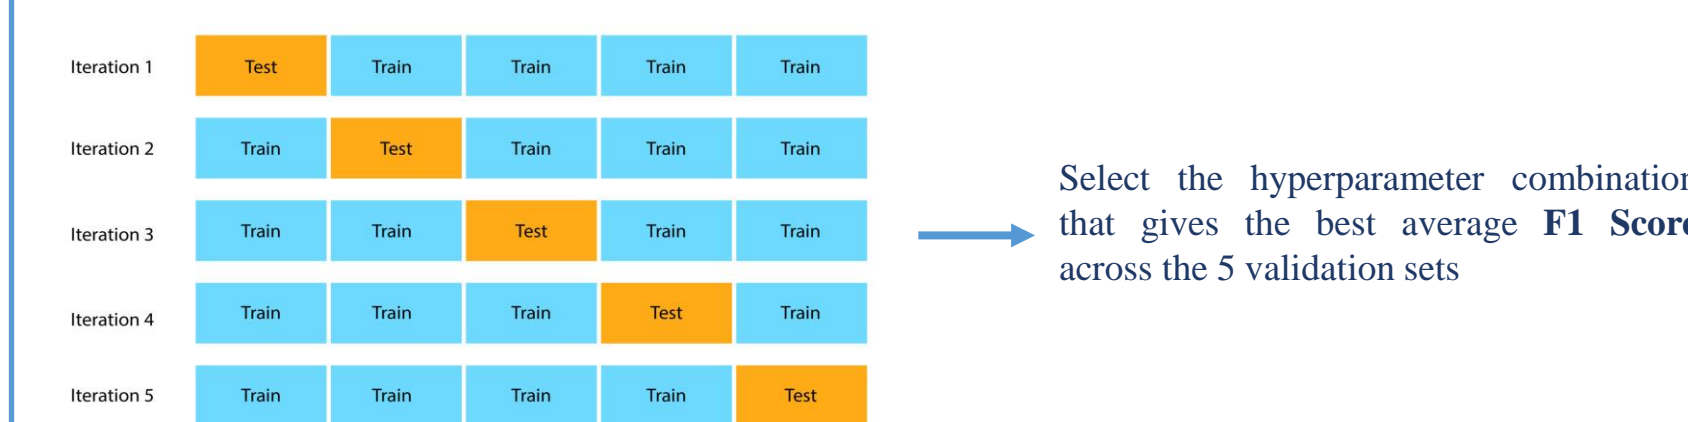 Iteration 1 Test Train Train Train Train
Iteration 2 Train Test Train Train Train
Select the hyperparameter combination
that gives the best average F1 Score
Iteration 3 Train Train Test Train Train
across the 5 validation sets
Iteration 4 Train Train Train Test Train
Iteration 5 Train Train Train Train Test